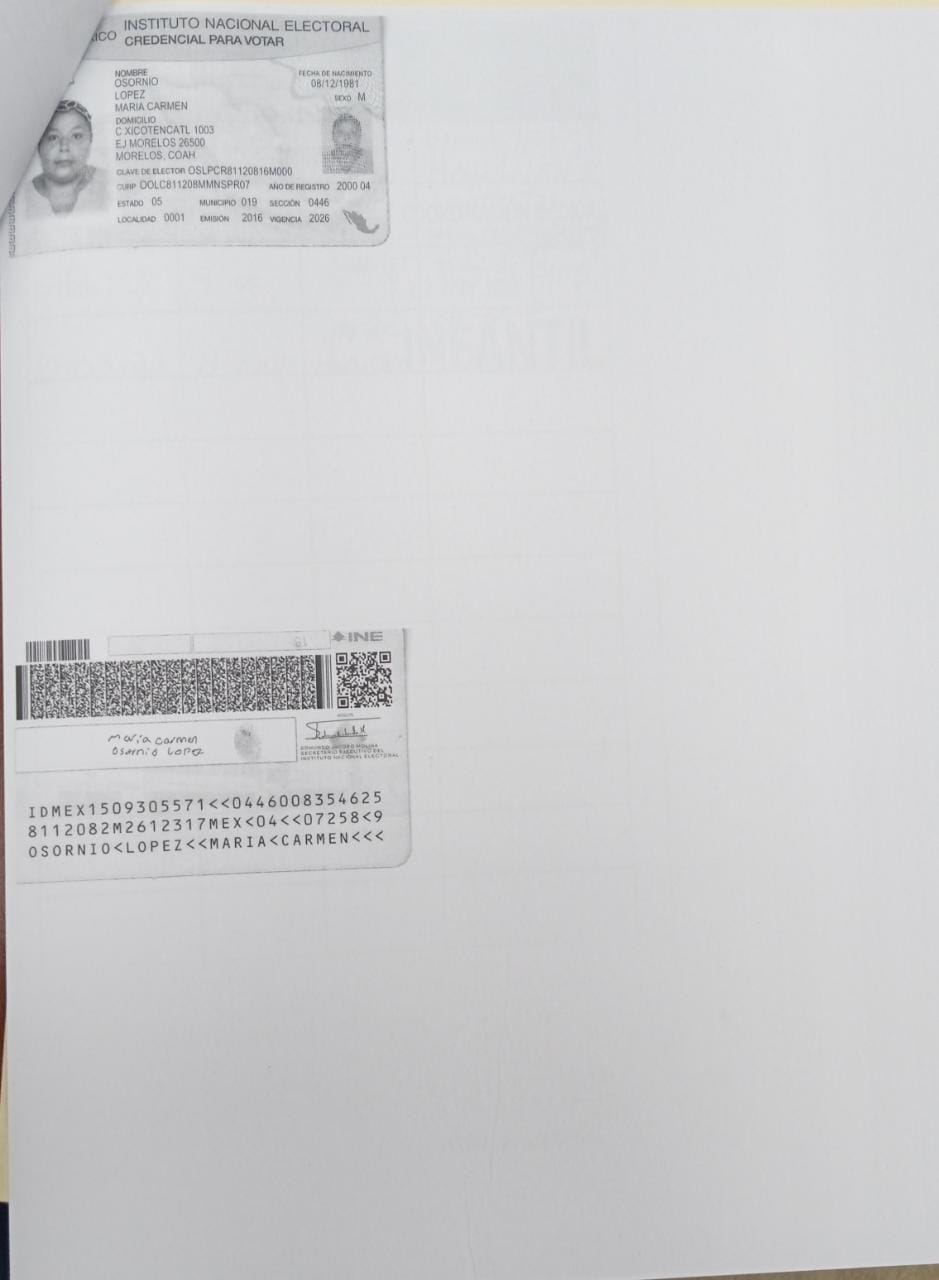 ICO INSTITUTO NACIONAL ELECTORAL
CREDENCIAL PARA VOTAR
NOMBRE
OSORNIO
LOPEZ
MARIA CARMEN
FECHA DE NACIMIENTO
08/12/1981
SEXO M
DOMICILIO
C XICOTENCATL 1003
EJ MORELOS 26500
MORELOS, COAH.
CLAVE DE ELECTOR OSLPCR81120816M000
CURP OOLC811208MMNSPR07 AÑO DE REGISTRO 2000 04
ESTADO 05 MUNICIPIO 019 SECCIÓN 0446
LOCALIDAD 0001 EMISIÓN 2016 VIGENCIA 2026
INFANTIL
19
INE
Maria carmen
Osornio Lopez
EDMUNDO JACOBO MOLINA
SECRETARIO EJECUTIVO DEL
INSTITUTO NACIONAL ELECTORAL
IDMEX1509305571<<0446008354625
8112082M2612317MEX<04<<07258<9
OSORNIO<LOPEZ<<MARIA<CARMEN<<<